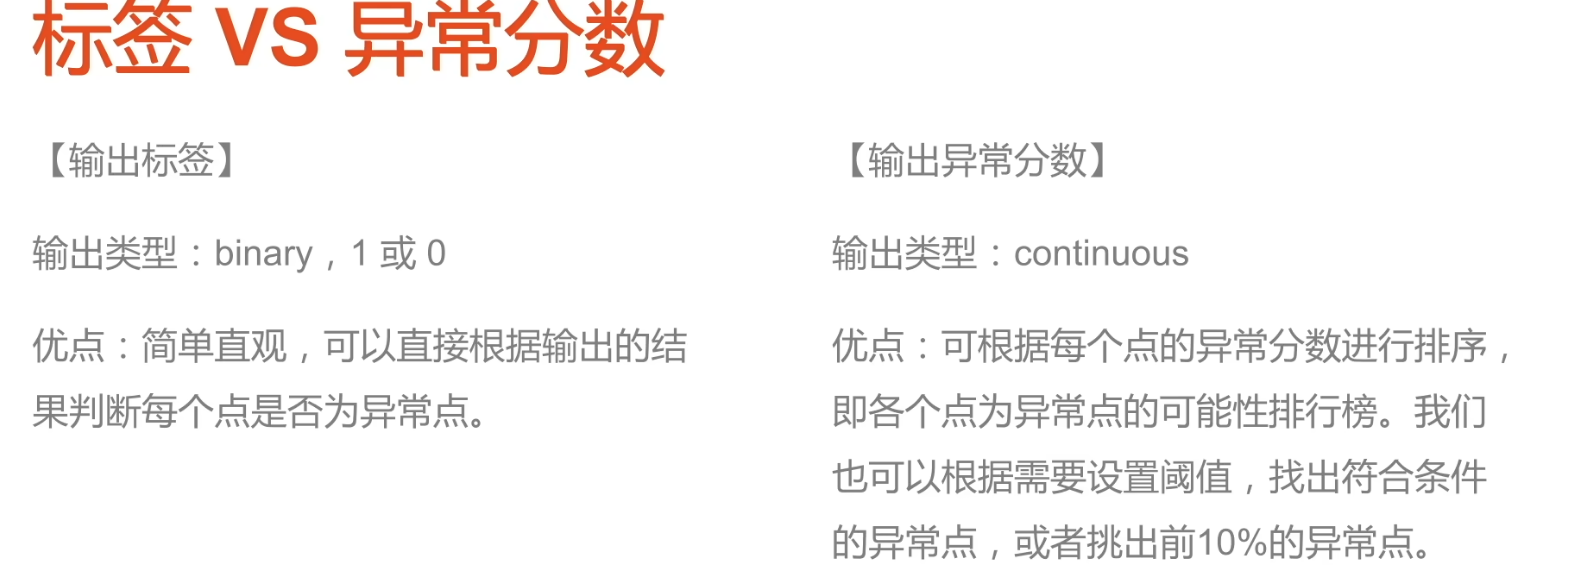 标签 VS 异常分数
【输出标签】
输出类型：binary，1 或 0
优点：简单直观，可以直接根据输出的结
果判断每个点是否为异常点。
【输出异常分数】
输出类型：continuous
优点：可根据每个点的异常分数进行排序，
即各个点为异常点的可能性排行榜。我们
也可以根据需要设置阈值，找出符合条件
的异常点，或者挑出前10%的异常点。